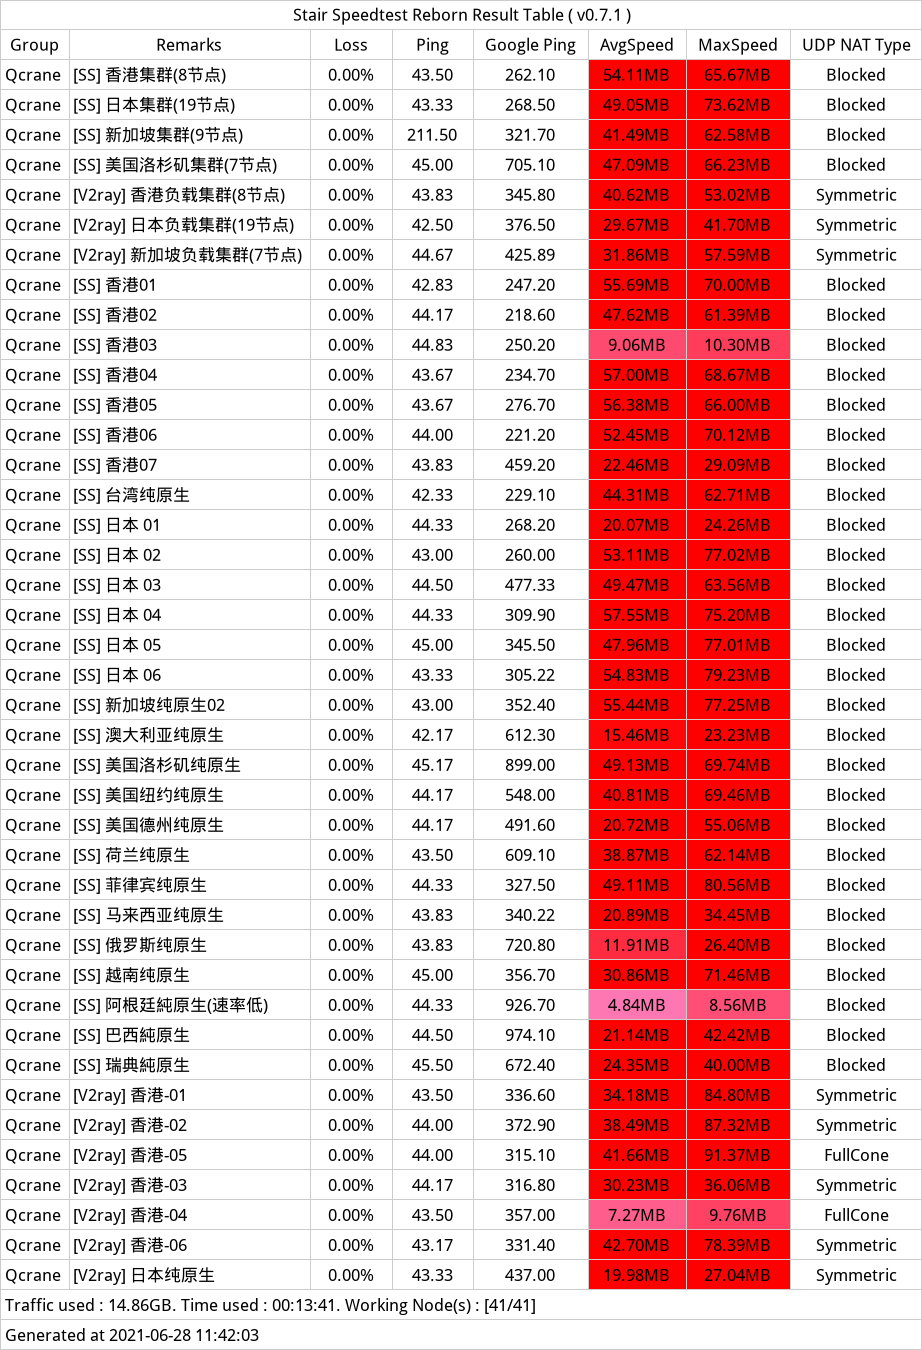 Stair Speedtest Reborn Result Table ( v0.7.1 )
Group Remarks Loss Ping Google Ping AvgSpeed MaxSpeed UDP NAT Type
Qcrane [SS] 香港集群(8节点) 0.00% 43.50 262.10 54.11MB 65.67MB Blocked
Qcrane [SS] 日本集群(19节点) 0.00% 43.33 268.50 49.05MB 73.62MB Blocked
Qcrane [SS] 新加坡集群(9节点) 0.00% 211.50 321.70 41.49MB 62.58MB Blocked
Qcrane [SS] 美国洛杉矶集群(7节点) 0.00% 45.00 705.10 47.09MB 66.23MB Blocked
Qcrane [V2ray] 香港负载集群(8节点) 0.00% 43.83 345.80 40.62MB 53.02MB Symmetric
Qcrane [V2ray] 日本负载集群(19节点) 0.00% 42.50 376.50 29.67MB 41.70MB Symmetric
Qcrane [V2ray] 新加坡负载集群(7节点) 0.00% 44.67 425.89 31.86MB 57.59MB Symmetric
Qcrane [SS] 香港01 0.00% 42.83 247.20 55.69MB 70.00MB Blocked
Qcrane [SS] 香港02 0.00% 44.17 218.60 47.62MB 61.39MB Blocked
Qcrane [SS] 香港03 0.00% 44.83 250.20 9.06MB 10.30MB Blocked
Qcrane [SS] 香港04 0.00% 43.67 234.70 57.00MB 68.67MB Blocked
Qcrane [SS] 香港05 0.00% 43.67 276.70 56.38MB 66.00MB Blocked
Qcrane [SS] 香港06 0.00% 44.00 221.20 52.45MB 70.12MB Blocked
Qcrane [SS] 香港07 0.00% 43.83 459.20 22.46MB 29.09MB Blocked
Qcrane [SS] 台湾纯原生 0.00% 42.33 229.10 44.31MB 62.71MB Blocked
Qcrane [SS] 日本 01 0.00% 44.33 268.20 20.07MB 24.26MB Blocked
Qcrane [SS] 日本 02 0.00% 43.00 260.00 53.11MB 77.02MB Blocked
Qcrane [SS] 日本 03 0.00% 44.50 477.33 49.47MB 63.56MB Blocked
Qcrane [SS] 日本 04 0.00% 44.33 309.90 57.55MB 75.20MB Blocked
Qcrane [SS] 日本 05 0.00% 45.00 345.50 47.96MB 77.01MB Blocked
Qcrane [SS] 日本 06 0.00% 43.33 305.22 54.83MB 79.23MB Blocked
Qcrane [SS] 新加坡纯原生02 0.00% 43.00 352.40 55.44MB 77.25MB Blocked
Qcrane [SS] 澳大利亚纯原生 0.00% 42.17 612.30 15.46MB 23.23MB Blocked
Qcrane [SS] 美国洛杉矶纯原生 0.00% 45.17 899.00 49.13MB 69.74MB Blocked
Qcrane [SS] 美国纽约纯原生 0.00% 44.17 548.00 40.81MB 69.46MB Blocked
Qcrane [SS] 美国德州纯原生 0.00% 44.17 491.60 20.72MB 55.06MB Blocked
Qcrane [SS] 荷兰纯原生 0.00% 43.50 609.10 38.87MB 62.14MB Blocked
Qcrane [SS] 菲律宾纯原生 0.00% 44.33 327.50 49.11MB 80.56MB Blocked
Qcrane [SS] 马来西亚纯原生 0.00% 43.83 340.22 20.89MB 34.45MB Blocked
Qcrane [SS] 俄罗斯纯原生 0.00% 43.83 720.80 11.91MB 26.40MB Blocked
Qcrane [SS] 越南纯原生 0.00% 45.00 356.70 30.86MB 71.46MB Blocked
Qcrane [SS] 阿根廷純原生(速率低) 0.00% 44.33 926.70 4.84MB 8.56MB Blocked
Qcrane [SS] 巴西純原生 0.00% 44.50 974.10 21.14MB 42.42MB Blocked
Qcrane [SS] 瑞典純原生 0.00% 45.50 672.40 24.35MB 40.00MB Blocked
Qcrane [V2ray] 香港-01 0.00% 43.50 336.60 34.18MB 84.80MB Symmetric
Qcrane [V2ray] 香港-02 0.00% 44.00 372.90 38.49MB 87.32MB Symmetric
Qcrane [V2ray] 香港-05 0.00% 44.00 315.10 41.66MB 91.37MB FullCone
Qcrane [V2ray] 香港-03 0.00% 44.17 316.80 30.23MB 36.06MB Symmetric
Qcrane [V2ray] 香港-04 0.00% 43.50 357.00 7.27MB 9.76MB FullCone
Qcrane [V2ray] 香港-06 0.00% 43.17 331.40 42.70MB 78.39MB Symmetric
Qcrane [V2ray] 日本纯原生 0.00% 43.33 437.00 19.98MB 27.04MB Symmetric
Traffic used : 14.86GB. Time used : 00:13:41. Working Node(s) : [41/41]
Generated at 2021-06-28 11:42:03